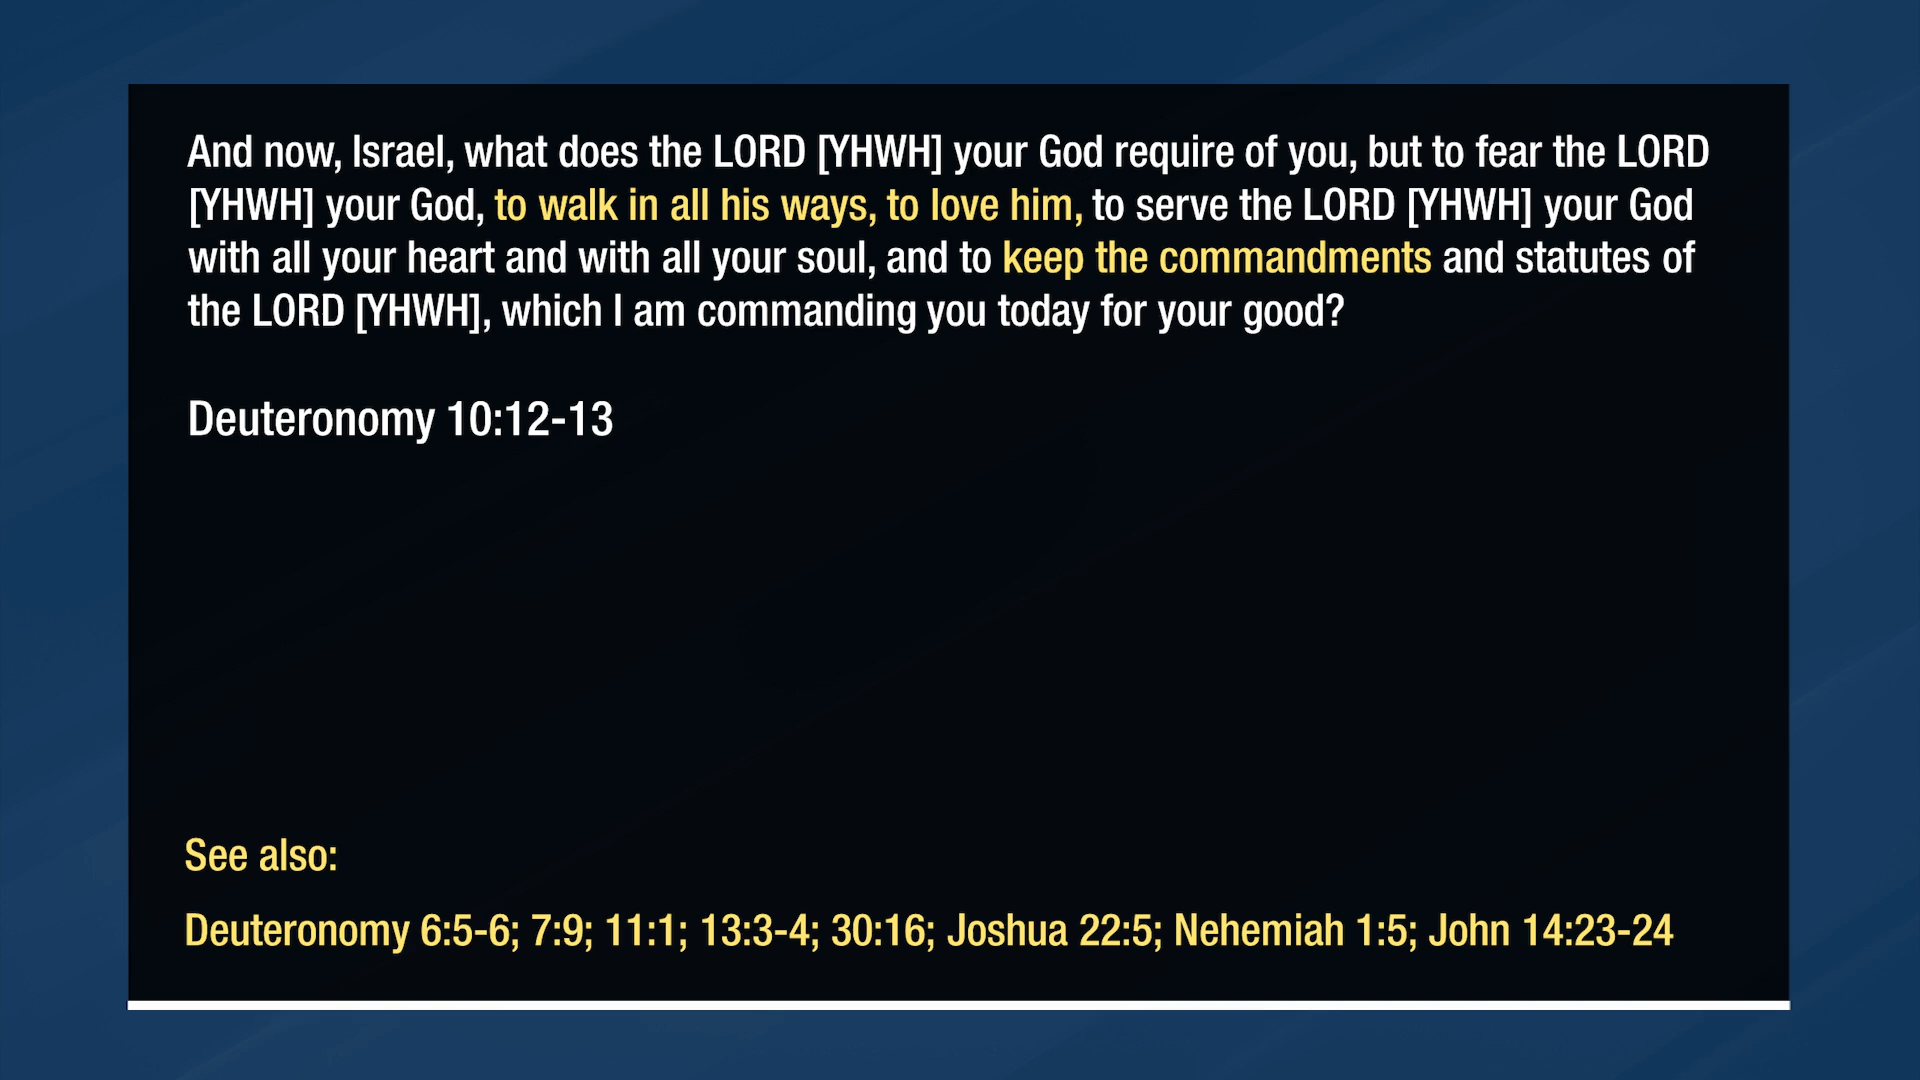 And now, Israel, what does the LORD [YHWH] your God require of you, but to fear the LORD
[YHWH] your God, to walk in all his ways, to love him, to serve the LORD [YHWH] your God
with all your heart and with all your soul, and to keep the commandments and statutes of
the LORD [YHWH], which I am commanding you today for your good?
Deuteronomy 10:12-13
See also:
Deuteronomy 6:5-6; 7:9; 11:1; 13:3-4; 30:16; Joshua 22:5; Nehemiah 1:5; John 14:23-24